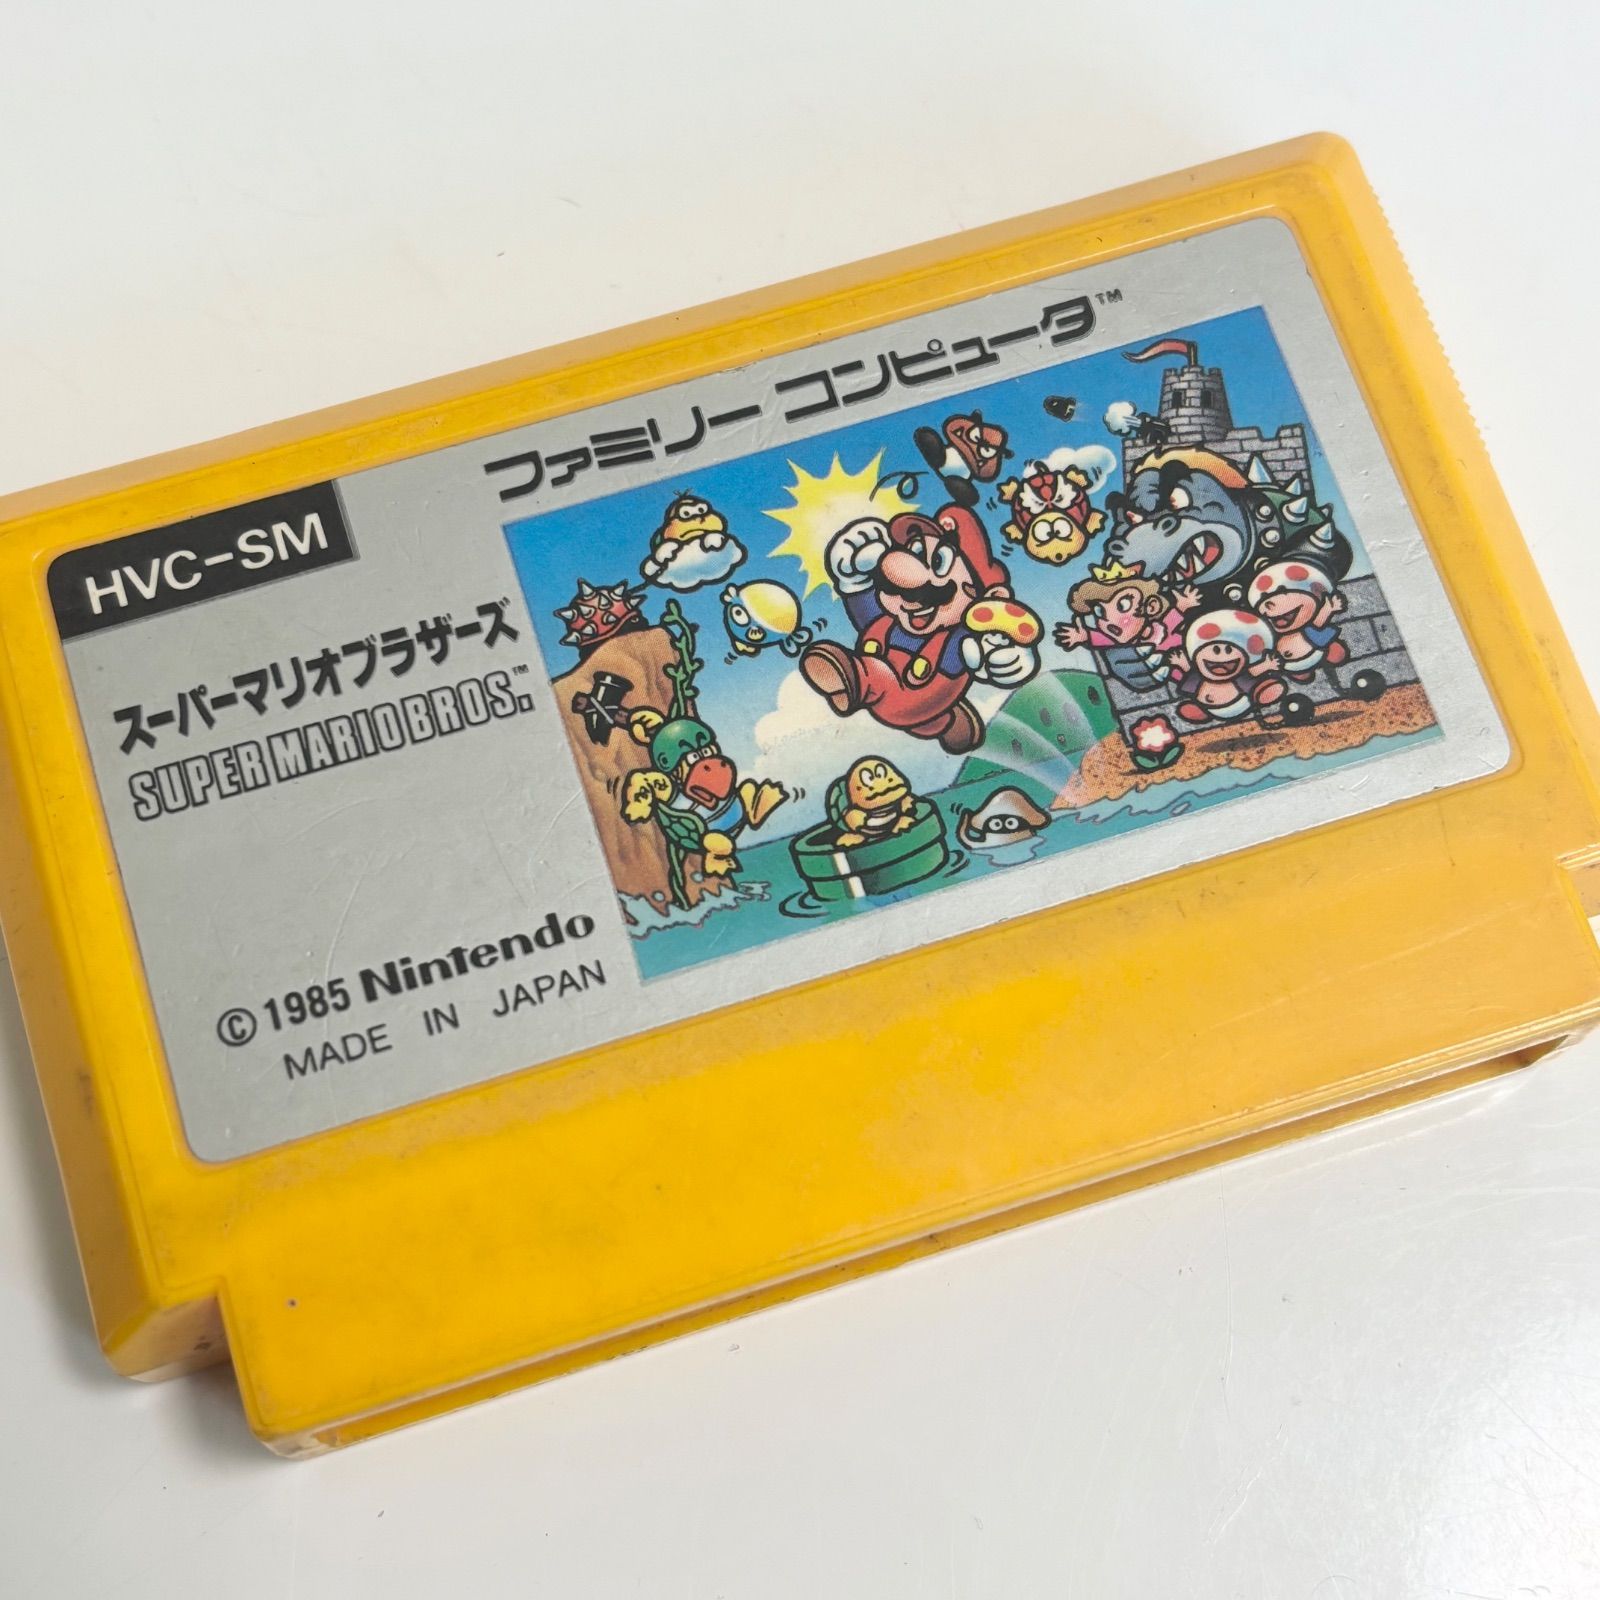 ファミリー コンピュータ™
HVC-SM
スーパーマリオブラザーズ
SUPER MARIO BROS.™
© 1985 Nintendo
MADE IN JAPAN